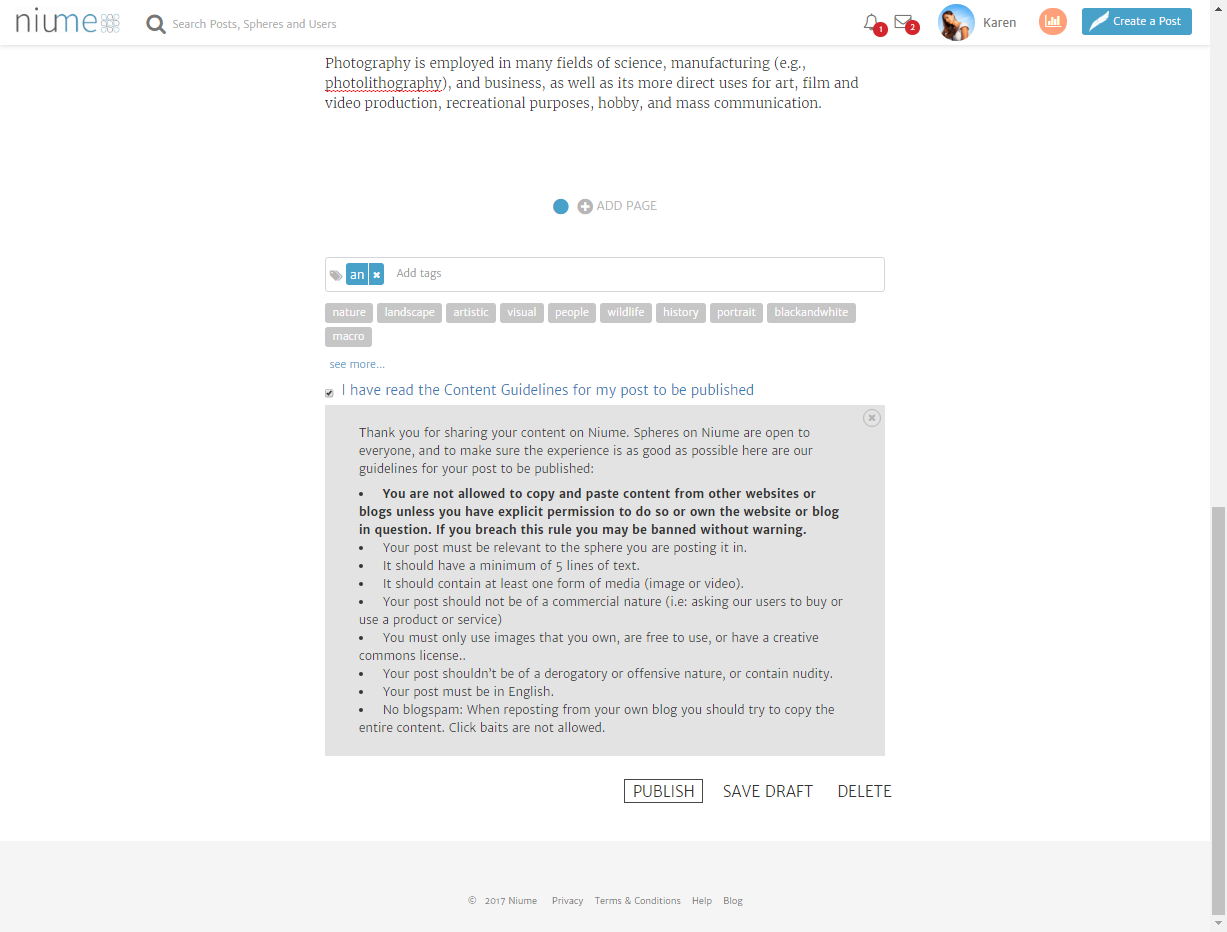 niume
Search Posts, Spheres and Users
1
2
Karen
Create a Post
Photography is employed in many fields of science, manufacturing (e.g.,
photolithography), and business, as well as its more direct uses for art, film and
video production, recreational purposes, hobby, and mass communication.
ADD PAGE
an Add tags
nature landscape artistic visual people wildlife history portrait blackandwhite
macro
see more...
I have read the Content Guidelines for my post to be published
Thank you for sharing your content on Niume. Spheres on Niume are open to
everyone, and to make sure the experience is as good as possible here are our
guidelines for your post to be published:
• You are not allowed to copy and paste content from other websites or
blogs unless you have explicit permission to do so or own the website or blog
in question. If you breach this rule you may be banned without warning.
• Your post must be relevant to the sphere you are posting it in.
• It should have a minimum of 5 lines of text.
• It should contain at least one form of media (image or video).
• Your post should not be of a commercial nature (i.e: asking our users to buy or
use a product or service)
• You must only use images that you own, are free to use, or have a creative
commons license..
• Your post shouldn't be of a derogatory or offensive nature, or contain nudity.
• Your post must be in English.
• No blogspam: When reposting from your own blog you should try to copy the
entire content. Click baits are not allowed.
PUBLISH SAVE DRAFT DELETE
© 2017 Niume Privacy Terms & Conditions Help Blog